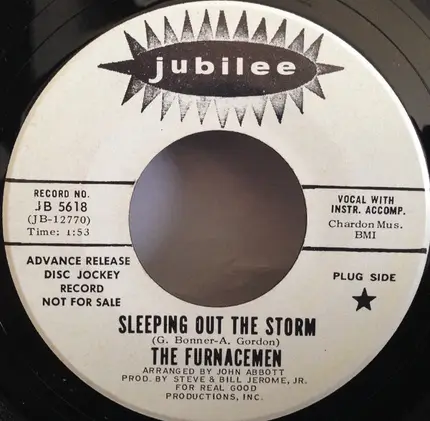 jubilee
RECORD NO.
JB 5618
(JB-12770)
Time: 1:53
VOCAL WITH
INSTR. ACCOMP.
Chardon Mus.
BMI
ADVANCE RELEASE
DISC JOCKEY
RECORD
NOT FOR SALE
PLUG SIDE
SLEEPING OUT THE STORM
(G. Bonner-A. Gordon)
THE FURNACEMEN
ARRANGED BY JOHN ABBOTT
PROD. BY STEVE & BILL JEROME, JR.
FOR REAL GOOD
PRODUCTIONS, INC.